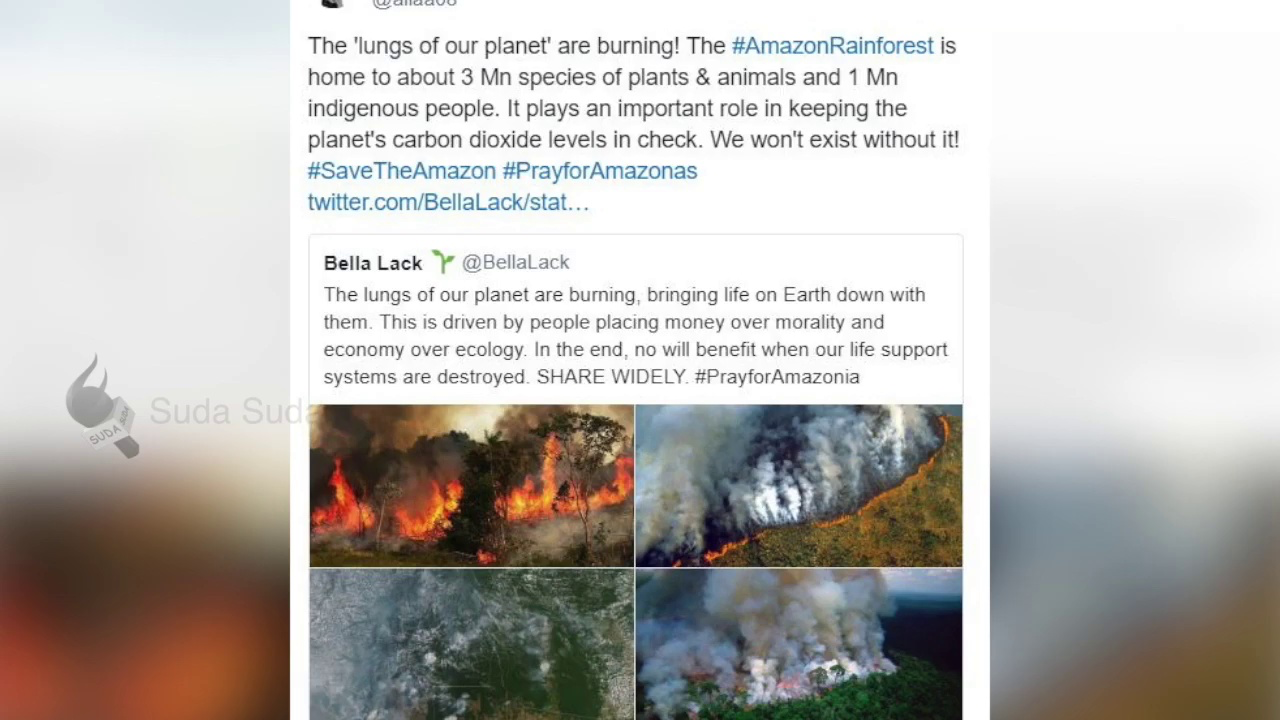 @aliaa08
The 'lungs of our planet' are burning! The #AmazonRainforest is
home to about 3 Mn species of plants & animals and 1 Mn
indigenous people. It plays an important role in keeping the
planet's carbon dioxide levels in check. We won't exist without it!
#SaveTheAmazon #PrayforAmazonas
twitter.com/BellaLack/stat…
Bella Lack @BellaLack
The lungs of our planet are burning, bringing life on Earth down with
them. This is driven by people placing money over morality and
economy over ecology. In the end, no will benefit when our life support
systems are destroyed. SHARE WIDELY. #PrayforAmazonia
SUDA SUDA
Suda Suda